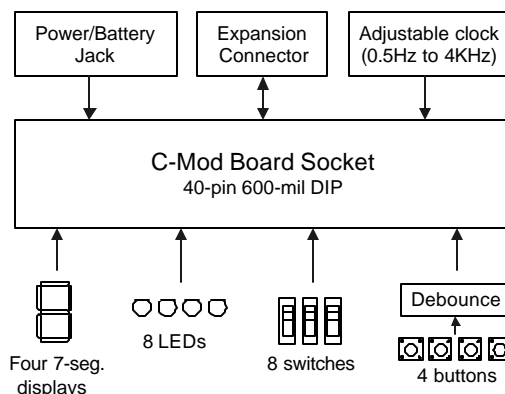 Power/Battery
Jack
Expansion
Connector
Adjustable clock
(0.5Hz to 4KHz)
C-Mod Board Socket
40-pin 600-mil DIP
Four 7-seg.
displays
8 LEDs
8 switches
Debounce
4 buttons